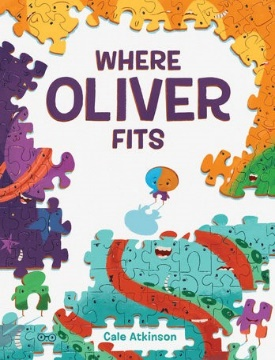 WHERE
OLIVER
FITS
Cale Atkinson